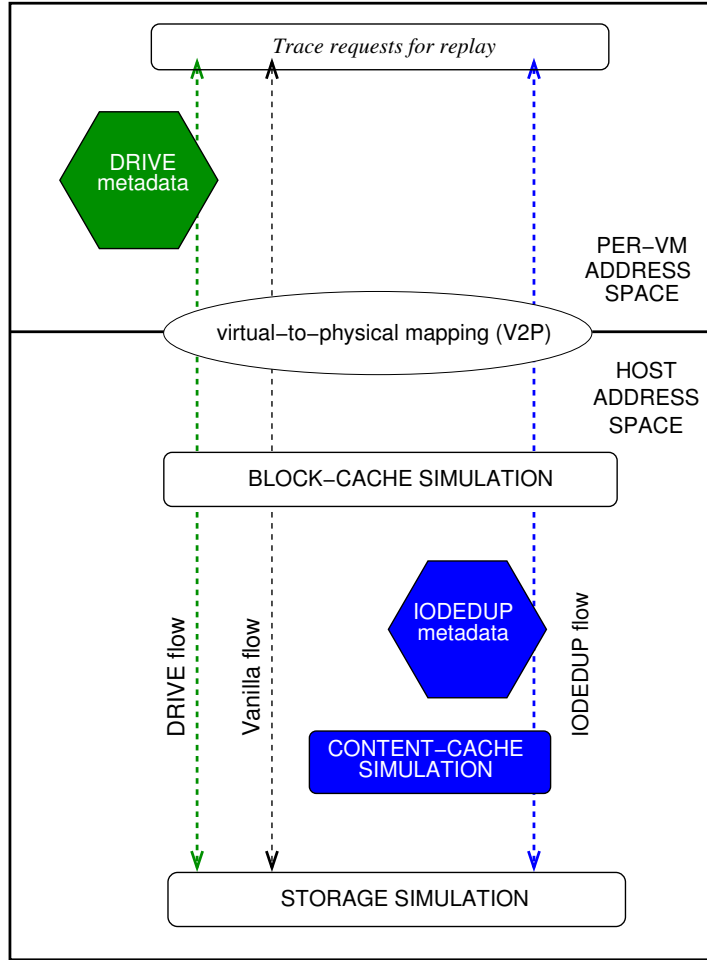 Trace requests for replay
DRIVE
metadata
PER−VM
ADDRESS
SPACE
virtual−to−physical mapping (V2P)
HOST
ADDRESS
SPACE
BLOCK−CACHE SIMULATION
IODEDUP
metadata
DRIVE flow
Vanilla flow
IODEDUP flow
CONTENT−CACHE
SIMULATION
STORAGE SIMULATION